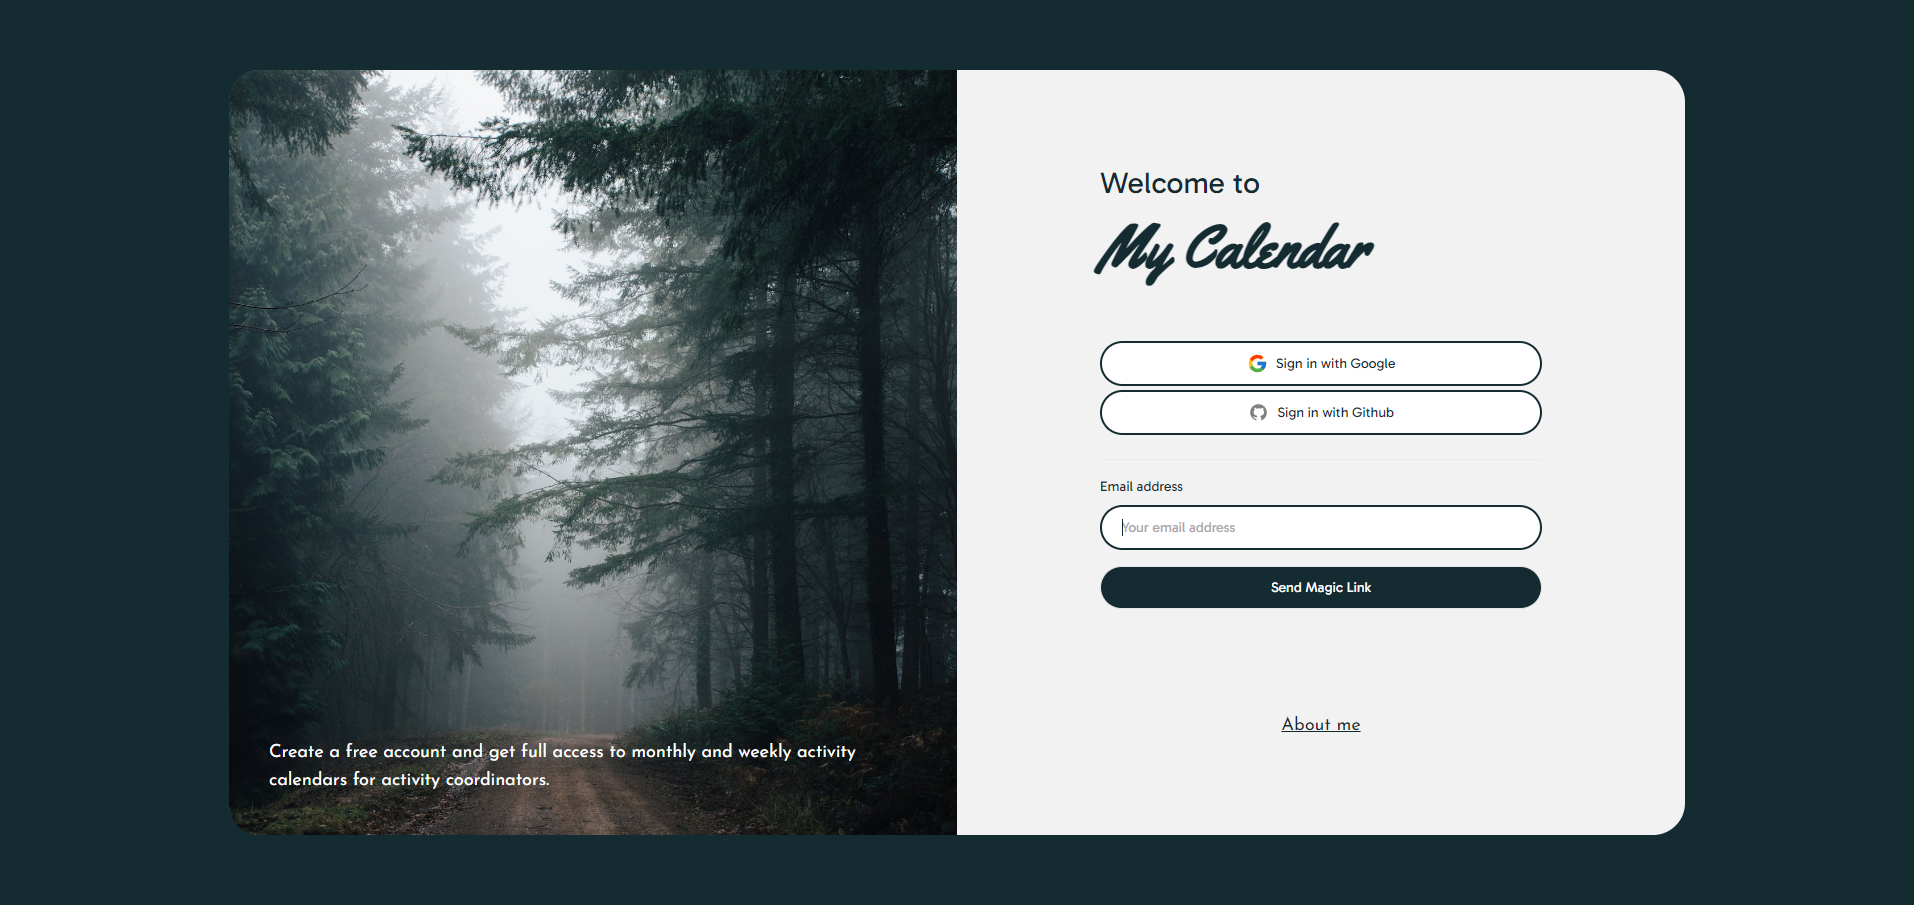 Welcome to
My Calendar
Sign in with Google
Sign in with Github
Email address
Your email address
Send Magic Link
About me
Create a free account and get full access to monthly and weekly activity
calendars for activity coordinators.